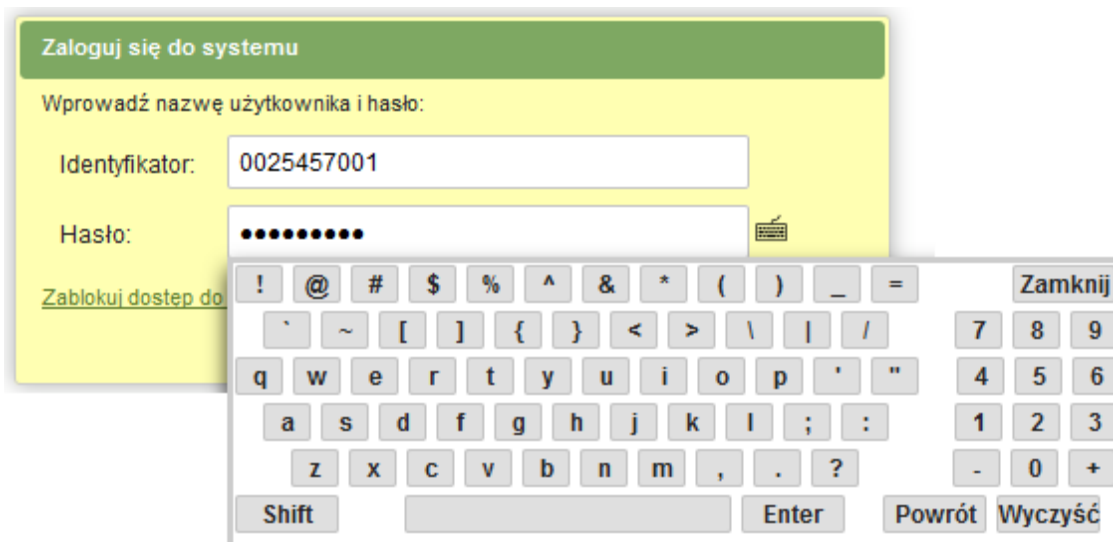 Zaloguj się do systemu
Wprowadź nazwę użytkownika i hasło:
Identyfikator: 0025457001
Hasło: •••••••••
Zablokuj dostęp do
! @ # $ % ^ & * ( ) _ = Zamknij
` ~ [ ] { } < > \ | / 7 8 9
q w e r t y u i o p ' " 4 5 6
a s d f g h j k l ; : 1 2 3
z x c v b n m , . ? - 0 +
Shift Enter Powrót Wyczyść